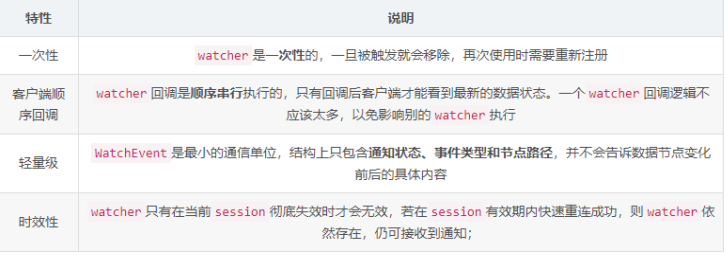 特性
说明
一次性
watcher 是一次性的，一旦被触发就会移除，再次使用时需要重新注册
客户端顺
序回调
watcher 回调是顺序串行执行的，只有回调后客户端才能看到最新的数据状态。一个 watcher 回调逻辑不
应该太多，以免影响别的 watcher 执行
轻量级
WatchEvent 是最小的通信单位，结构上只包含通知状态、事件类型和节点路径，并不会告诉数据节点变化
前后的具体内容
时效性
watcher 只有在当前 session 彻底失效时才会无效，若在 session 有效期内快速重连成功，则 watcher 依
然存在，仍可接收到通知；